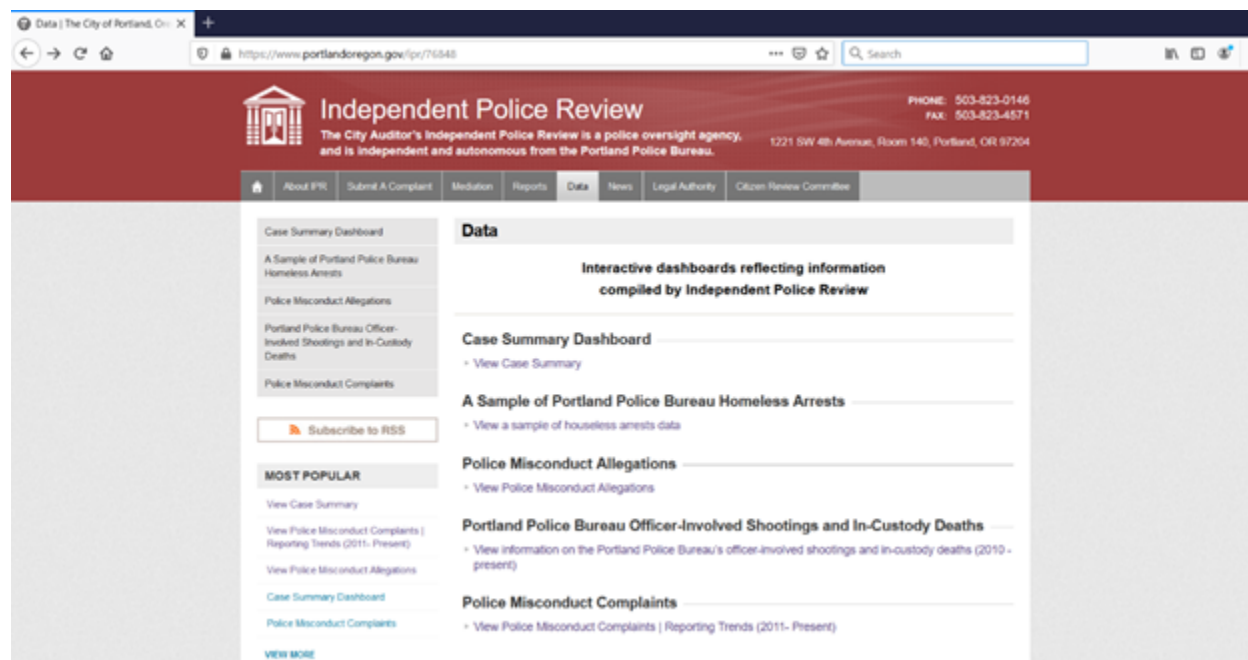 Data | The City of Portland, Ore
https://www.portlandoregon.gov/ipr/76848
Search
Independent Police Review
The City Auditor's Independent Police Review is a police oversight agency,
and is independent and autonomous from the Portland Police Bureau.
PHONE: 503-823-0146
FAX: 503-823-4571
1221 SW 4th Avenue, Room 140, Portland, OR 97204
About IPR Submit A Complaint Mediation Reports Data News Legal Authority Citizen Review Committee
Case Summary Dashboard
A Sample of Portland Police Bureau
Homeless Arrests
Police Misconduct Allegations
Portland Police Bureau Officer-
Involved Shootings and In-Custody
Deaths
Police Misconduct Complaints
Subscribe to RSS
MOST POPULAR
View Case Summary
View Police Misconduct Complaints |
Reporting Trends (2011- Present)
View Police Misconduct Allegations
Case Summary Dashboard
Police Misconduct Complaints
VIEW MORE
Data
Interactive dashboards reflecting information
compiled by Independent Police Review
Case Summary Dashboard
View Case Summary
A Sample of Portland Police Bureau Homeless Arrests
View a sample of houseless arrests data
Police Misconduct Allegations
View Police Misconduct Allegations
Portland Police Bureau Officer-Involved Shootings and In-Custody Deaths
View information on the Portland Police Bureau's officer-involved shootings and in-custody deaths (2010 -
present)
Police Misconduct Complaints
View Police Misconduct Complaints | Reporting Trends (2011- Present)